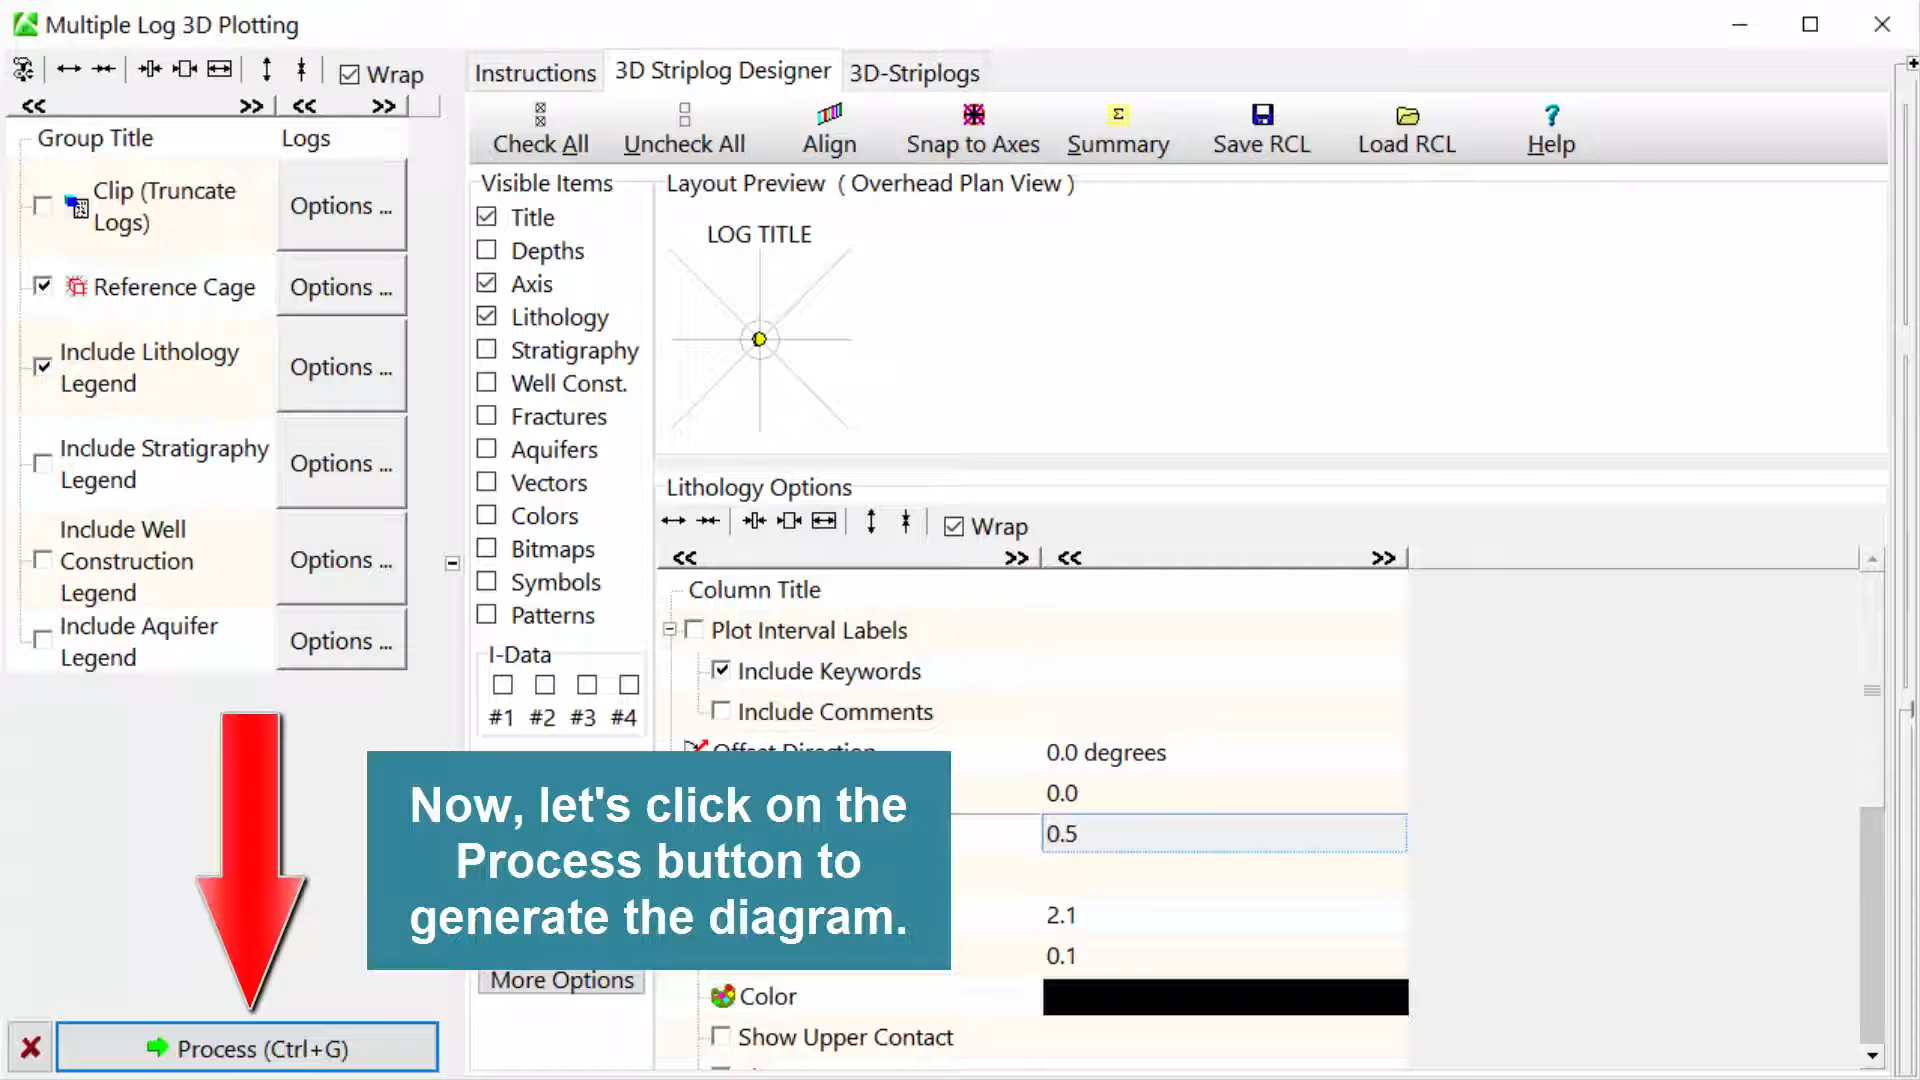 Multiple Log 3D Plotting
Wrap
<< >> << >>
Group Title Logs
Clip (Truncate
Logs)
Options ...
Reference Cage
Options ...
Include Lithology
Legend
Options ...
Include Stratigraphy
Legend
Options ...
Include Well
Construction
Legend
Options ...
Include Aquifer
Legend
Options ...
Process (Ctrl+G)
Instructions 3D Striplog Designer 3D-Striplogs
Check All Uncheck All Align Snap to Axes Summary Save RCL Load RCL Help
Visible Items
Title
Depths
Axis
Lithology
Stratigraphy
Well Const.
Fractures
Aquifers
Vectors
Colors
Bitmaps
Symbols
Patterns
I-Data
#1 #2 #3 #4
More Options
Layout Preview ( Overhead Plan View )
LOG TITLE
Lithology Options
Wrap
<< >> << >>
Column Title
Plot Interval Labels
Include Keywords
Include Comments
Offset Direction 0.0 degrees
0.0
0.5
2.1
0.1
Color
Show Upper Contact
Now, let's click on the
Process button to
generate the diagram.